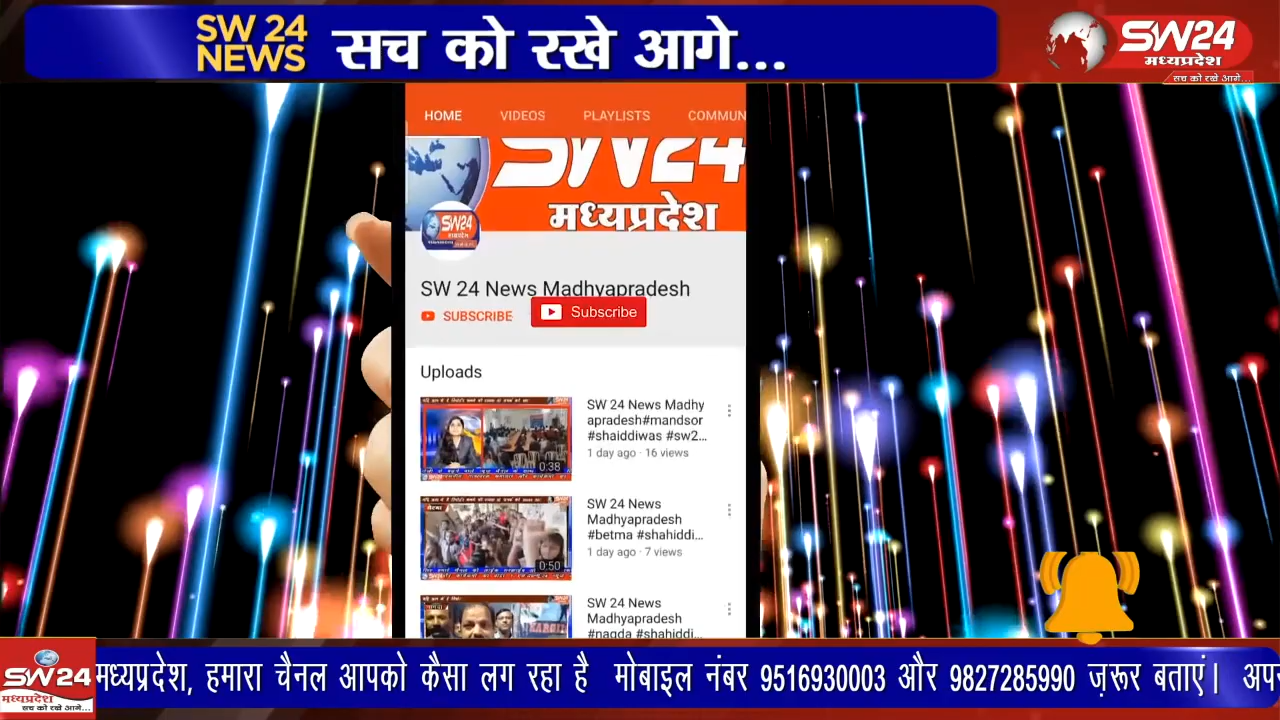 SW 24
NEWS
सच को रखे आगे...
SW24
मध्यप्रदेश
सच को रखे आगे...
HOME VIDEOS PLAYLISTS COMMUN
SW24
मध्यप्रदेश
SW24
SW 24 News Madhyapradesh
SUBSCRIBE
Subscribe
Uploads
SW 24 News Madhy
apradesh#mandsor
#shaiddiwas #sw2...
1 day ago · 16 views
0:38
SW 24 News
Madhyapradesh
#betma #shahiddi...
1 day ago · 7 views
0:50
SW 24 News
Madhyapradesh
#nagda #shahiddi...
SW24
मध्यप्रदेश
सच को रखे आगे...
मध्यप्रदेश, हमारा चैनल आपको कैसा लग रहा है मोबाइल नंबर 9516930003 और 9827285990 ज़रूर बताएं। अप